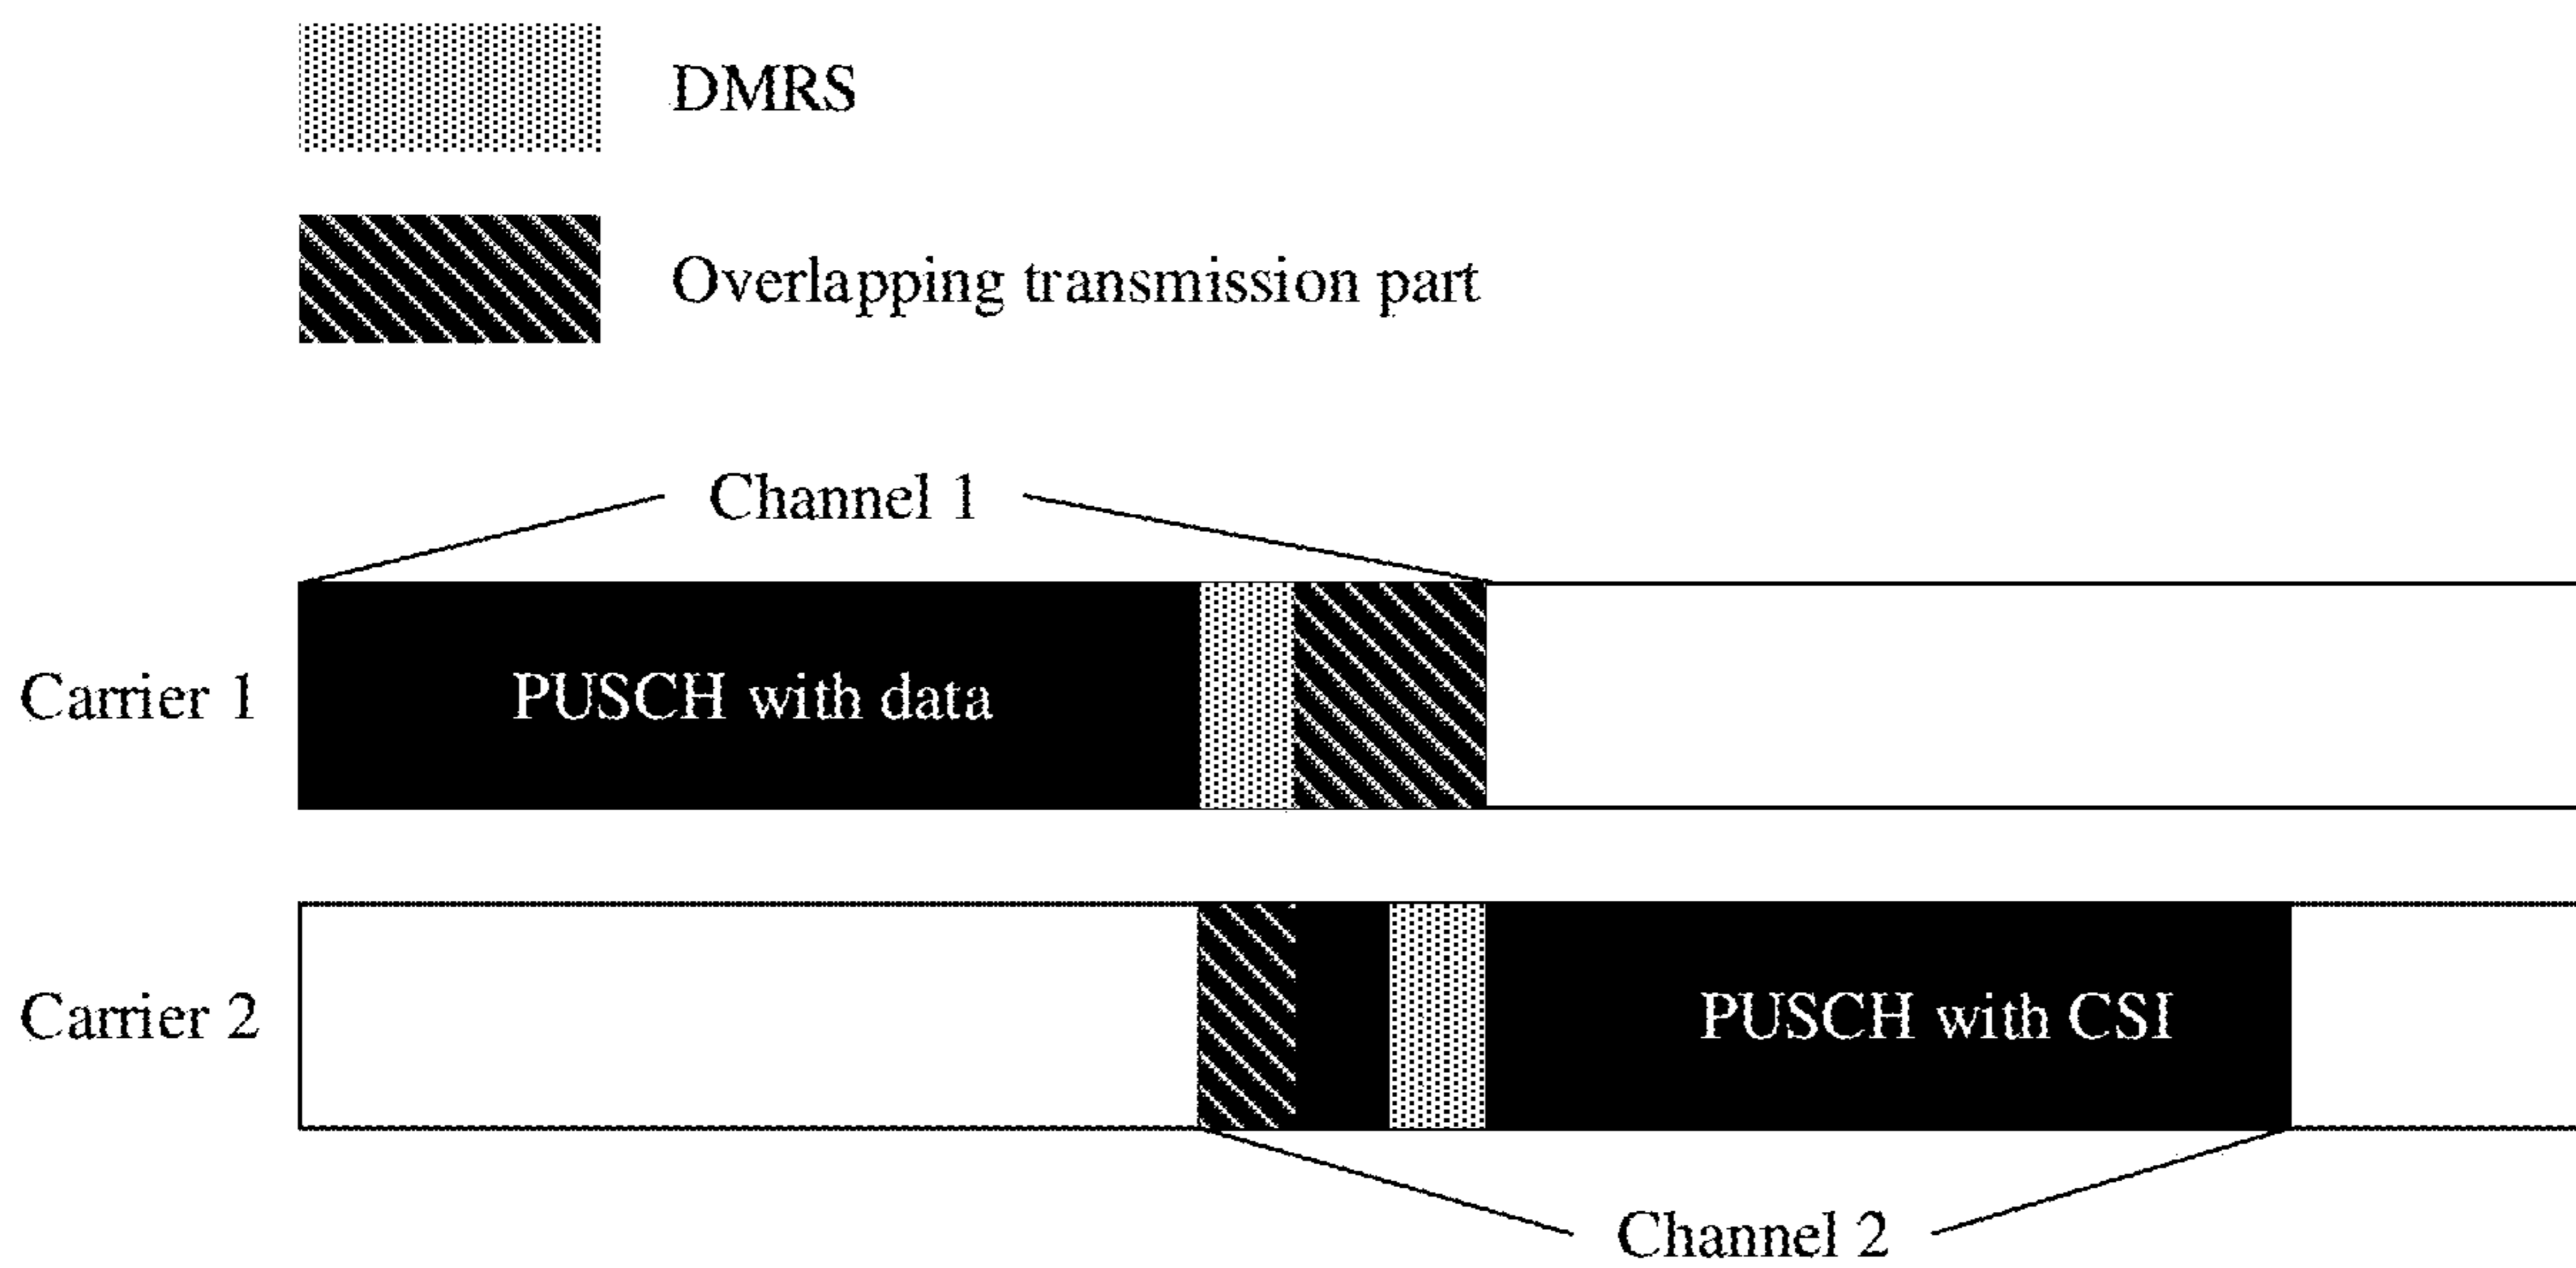 DMRS
Overlapping transmission part
Channel 1
Carrier 1
PUSCH with data
Carrier 2
PUSCH with CSI
Channel 2